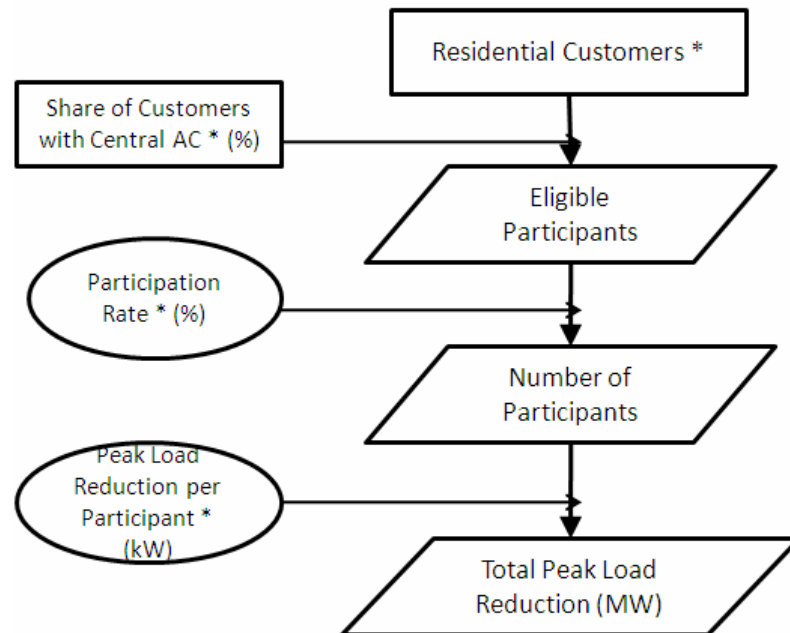 Residential Customers *
Share of Customers
with Central AC * (%)
Eligible
Participants
Participation
Rate * (%)
Number of
Participants
Peak Load
Reduction per
Participant *
(kW)
Total Peak Load
Reduction (MW)